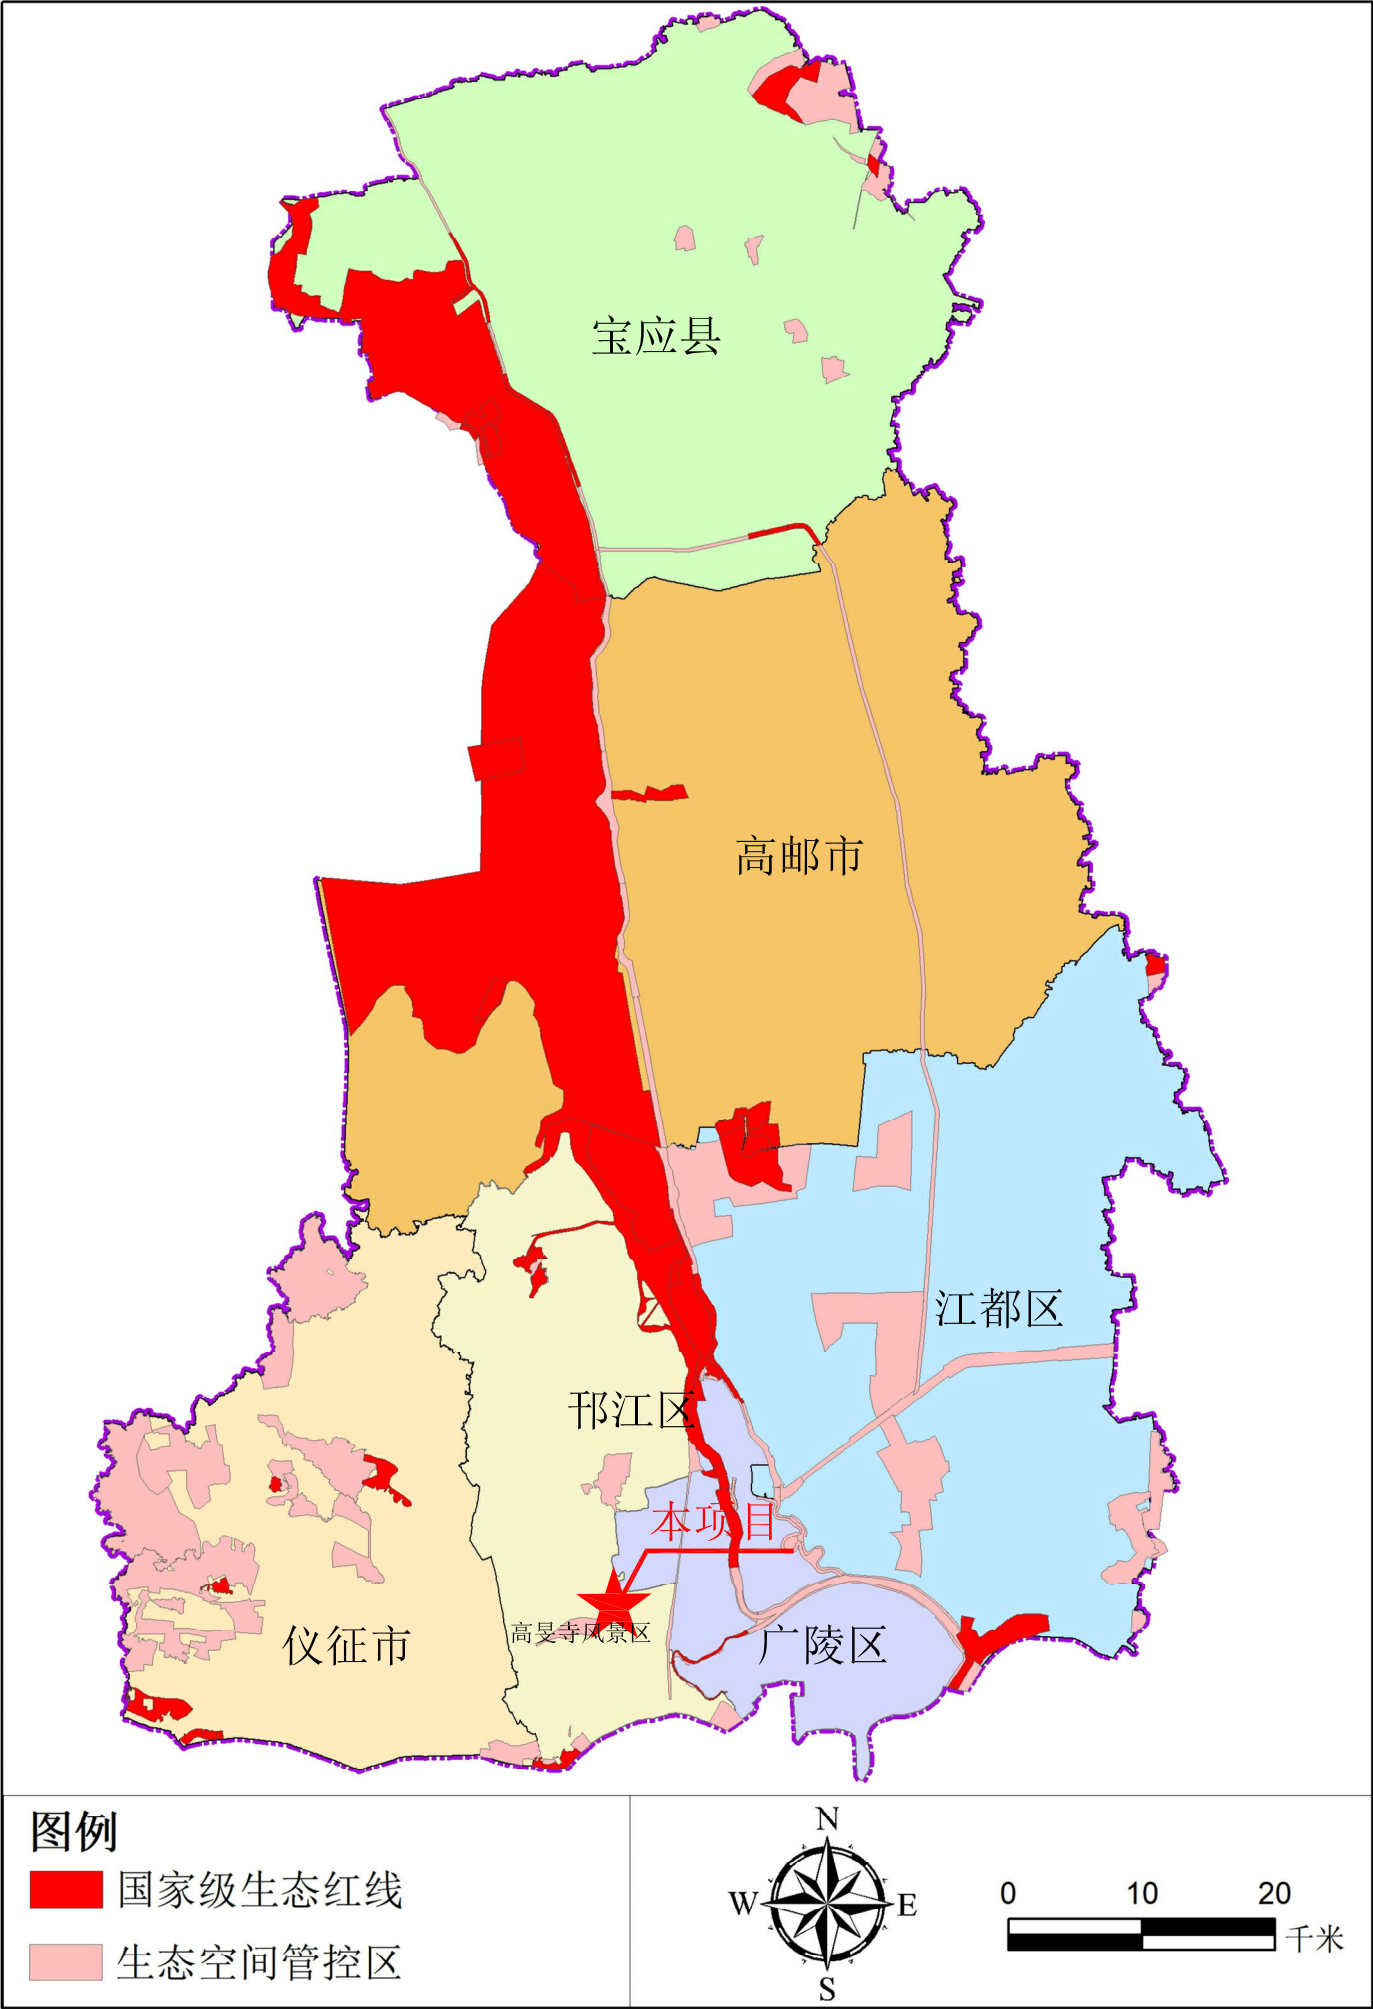 宝应县
高邮市
江都区
邗江区
本项目
高旻寺风景区
仪征市
广陵区
图例
国家级生态红线
生态空间管控区
N
W
E
S
0
10
20
千米